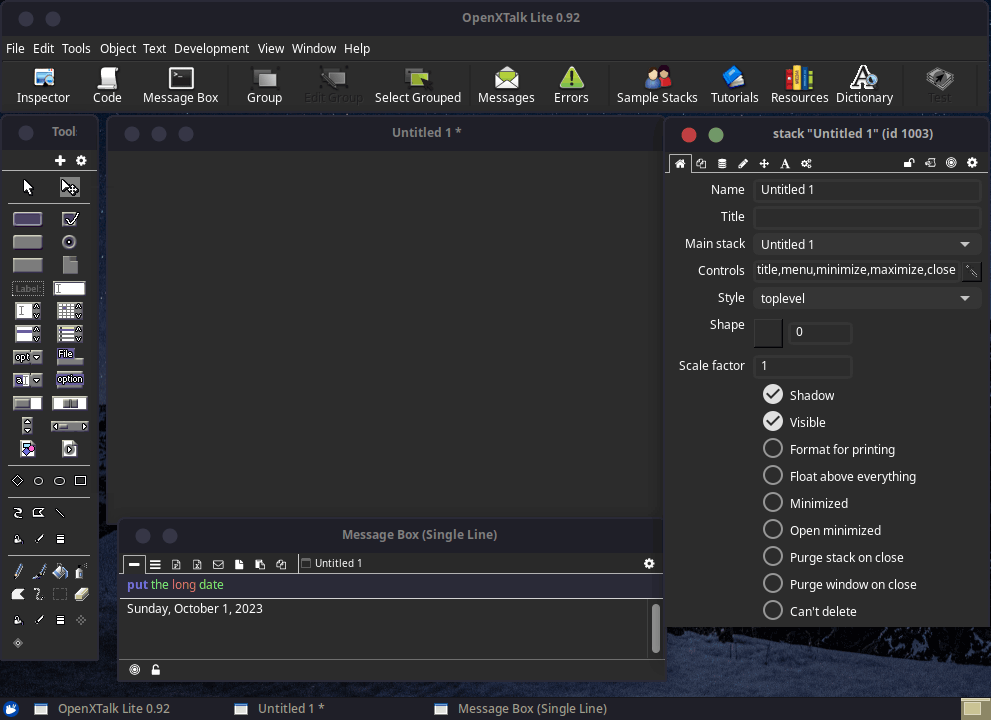 OpenXTalk Lite 0.92
File Edit Tools Object Text Development View Window Help
Inspector Code Message Box Group Edit Group Select Grouped Messages Errors Sample Stacks Tutorials Resources Dictionary Test
Tool
Untitled 1 *
stack "Untitled 1" (id 1003)
Name Untitled 1
Title
Main stack Untitled 1
Controls title,menu,minimize,maximize,close
Style toplevel
Shape 0
Scale factor 1
Shadow
Visible
Format for printing
Float above everything
Minimized
Open minimized
Purge stack on close
Purge window on close
Can't delete
Label:
opt File
a option
Message Box (Single Line)
Untitled 1
put the long date
Sunday, October 1, 2023
OpenXTalk Lite 0.92 Untitled 1 * Message Box (Single Line)